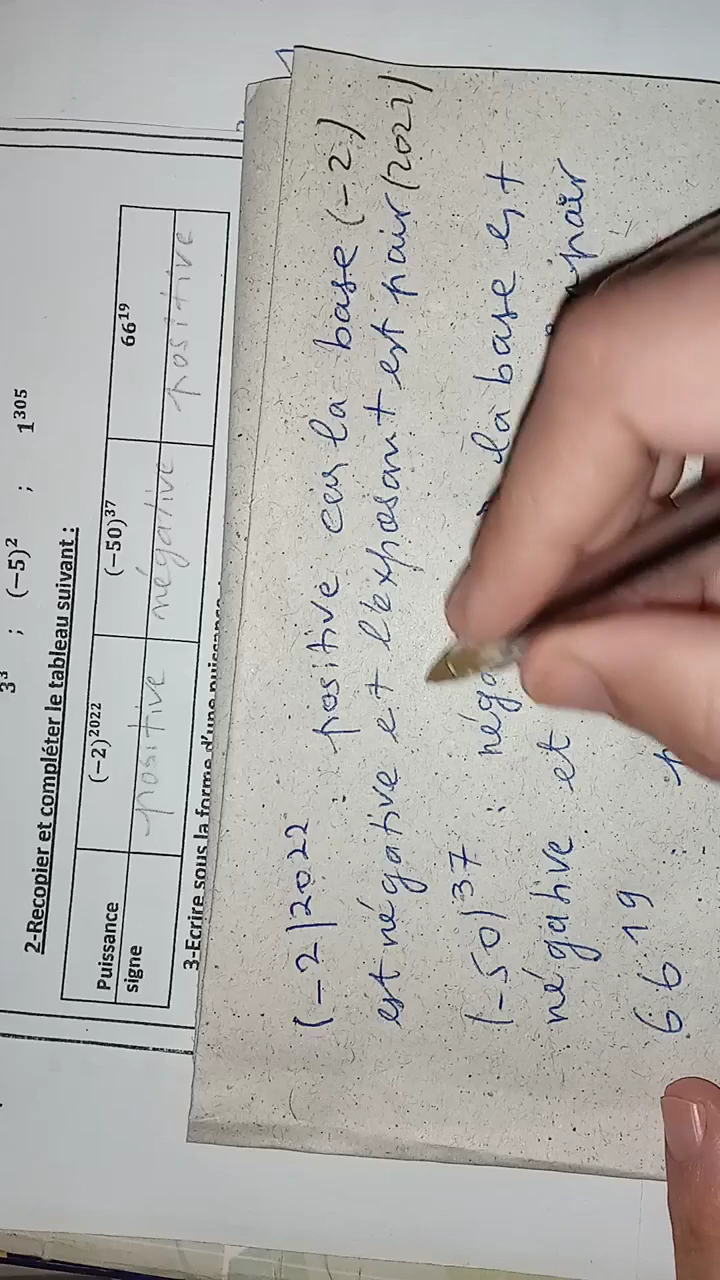 3³ ; (−5)² ; 1³⁰⁵
2-Recopier et compléter le tableau suivant :
Puissance (−2)²⁰²² (−50)³⁷ 66¹⁹
signe positive négative positive
3-Ecrire sous la forme d'une puissance
(-2)2022 : positive car la base (-2)
est négative et l'exposant est pair (2022)
(-50)³⁷ : la base est
négative et
66¹⁹